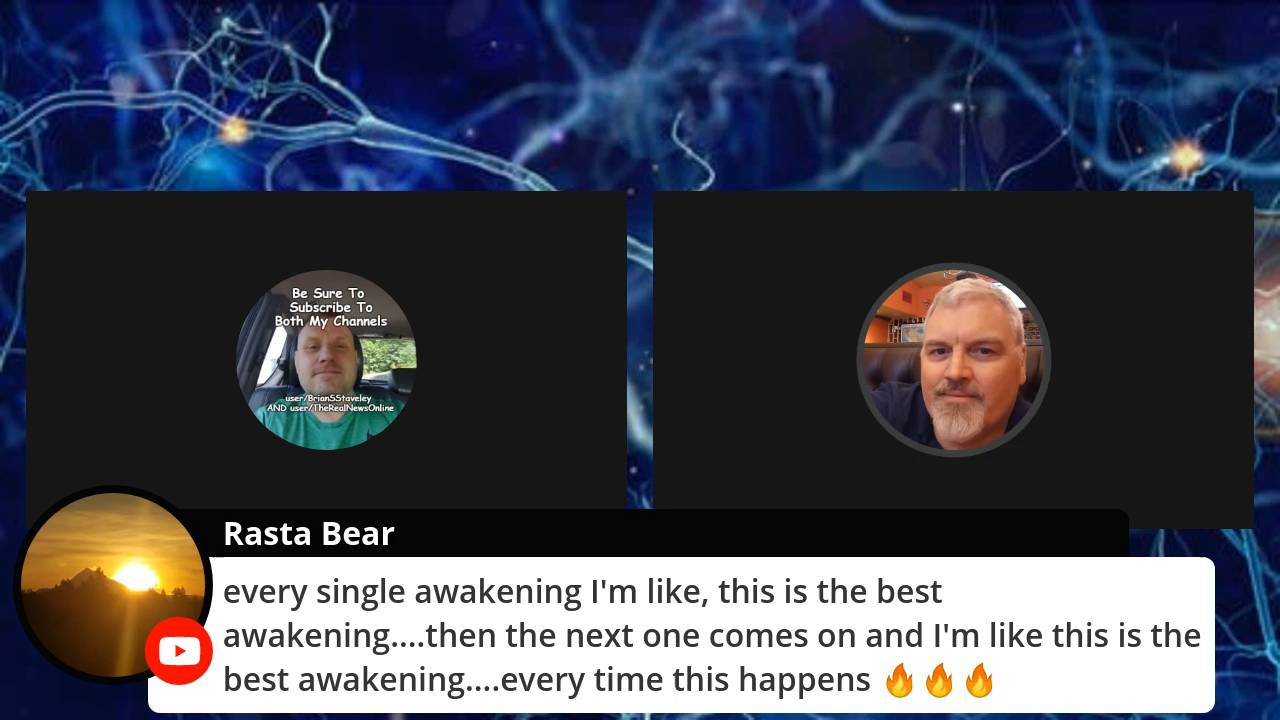 Be Sure To
Subscribe To
Both My Channels
user/BrianSStaveley
AND user/TheRealNewsOnline
Rasta Bear
every single awakening I'm like, this is the best
awakening....then the next one comes on and I'm like this is the
best awakening....every time this happens 🔥🔥🔥